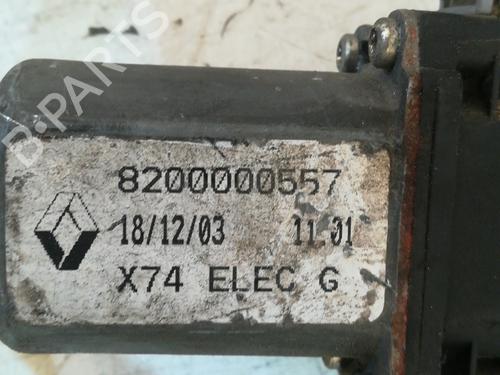 B-PARTS
8200000557
18/12/03 11 01
X74 ELEC G